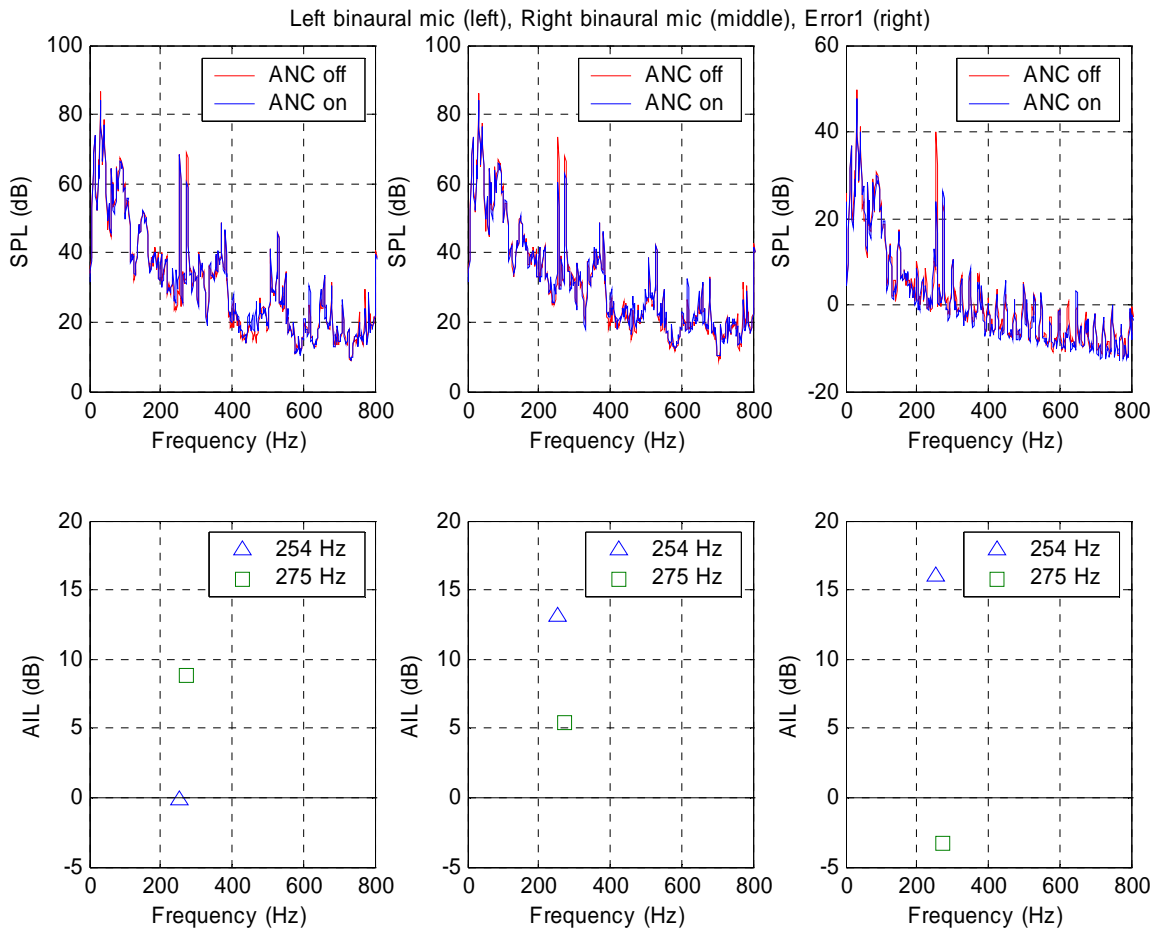 Left binaural mic (left), Right binaural mic (middle), Error1 (right)
100
80
60
40
20
0
SPL (dB)
ANC off
ANC on
0 200 400 600 800
Frequency (Hz)
100
80
60
40
20
0
SPL (dB)
ANC off
ANC on
0 200 400 600 800
Frequency (Hz)
60
40
20
0
-20
SPL (dB)
ANC off
ANC on
0 200 400 600 800
Frequency (Hz)
20
15
10
5
0
-5
AIL (dB)
254 Hz
275 Hz
0 200 400 600 800
Frequency (Hz)
20
15
10
5
0
-5
AIL (dB)
254 Hz
275 Hz
0 200 400 600 800
Frequency (Hz)
20
15
10
5
0
-5
AIL (dB)
254 Hz
275 Hz
0 200 400 600 800
Frequency (Hz)